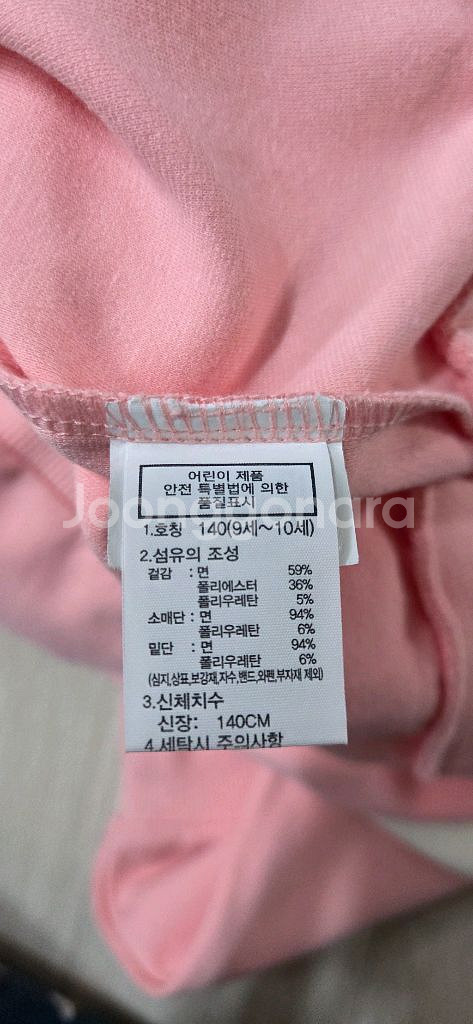 어린이 제품
안전 특별법에 의한
품질표시
Joonggonara
1.호칭 140(9세~10세)
2.섬유의 조성
겉감 : 면 59%
폴리에스터 36%
폴리우레탄 5%
소매단 : 면 94%
폴리우레탄 6%
밑단 : 면 94%
폴리우레탄 6%
(심지,상표,보강재,자수,밴드,와펜,부자재 제외)
3.신체치수
신장: 140CM
4.세탁시 주의사항